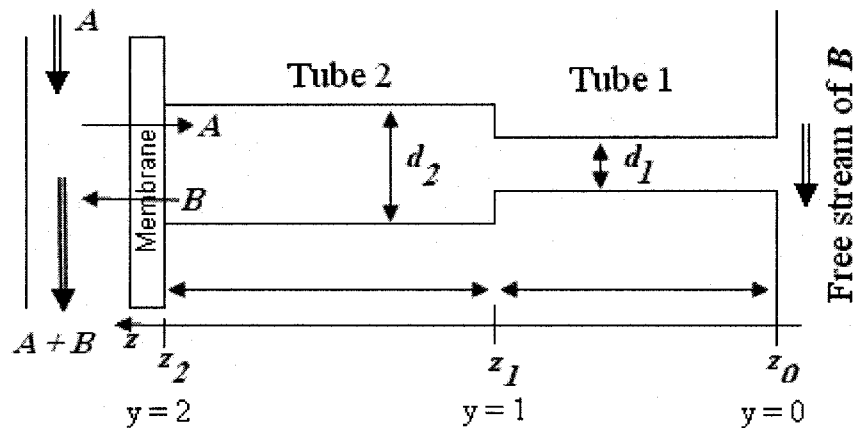 A
Tube 2
Tube 1
A
d2
d1
B
Membrane
Free stream of B
A + B
z
z2
z1
z0
y = 2
y = 1
y = 0